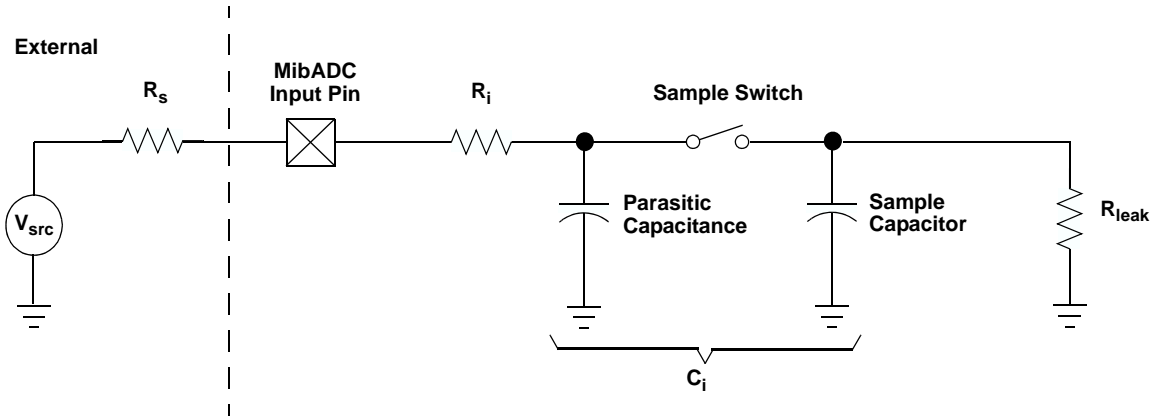 External
MibADC
Input Pin
Rs
Ri
Sample Switch
Vsrc
Parasitic
Capacitance
Sample
Capacitor
Rleak
Ci